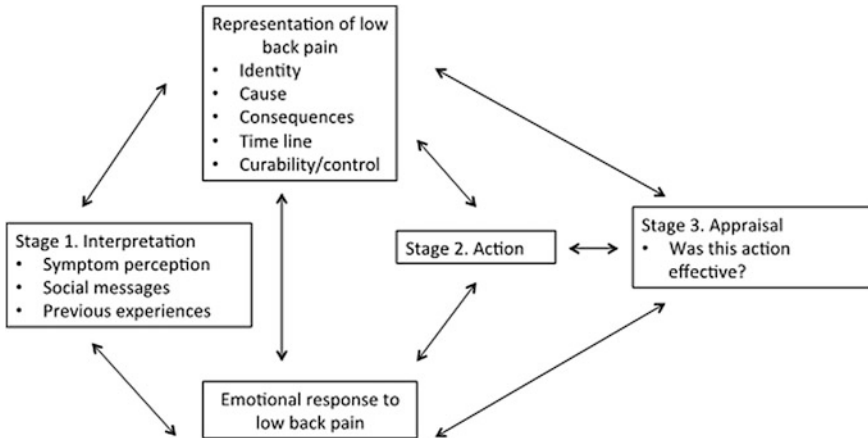 Representation of low
back pain
• Identity
• Cause
• Consequences
• Time line
• Curability/control
Stage 1. Interpretation
• Symptom perception
• Social messages
• Previous experiences
Stage 2. Action
Stage 3. Appraisal
• Was this action
effective?
Emotional response to
low back pain